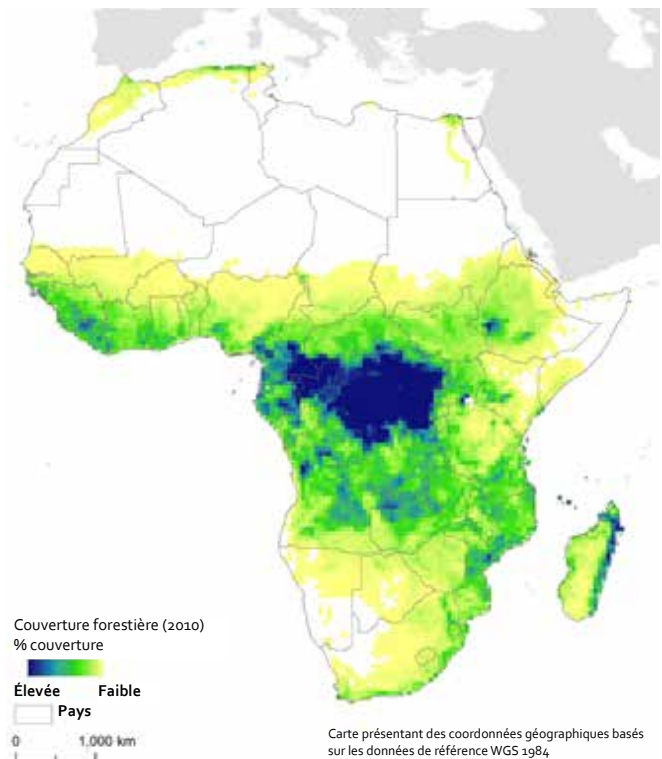 Couverture forestière (2010)
% couverture
Élevée Faible
Pays
0 1,000 km
Carte présentant des coordonnées géographiques basés
sur les données de référence WGS 1984